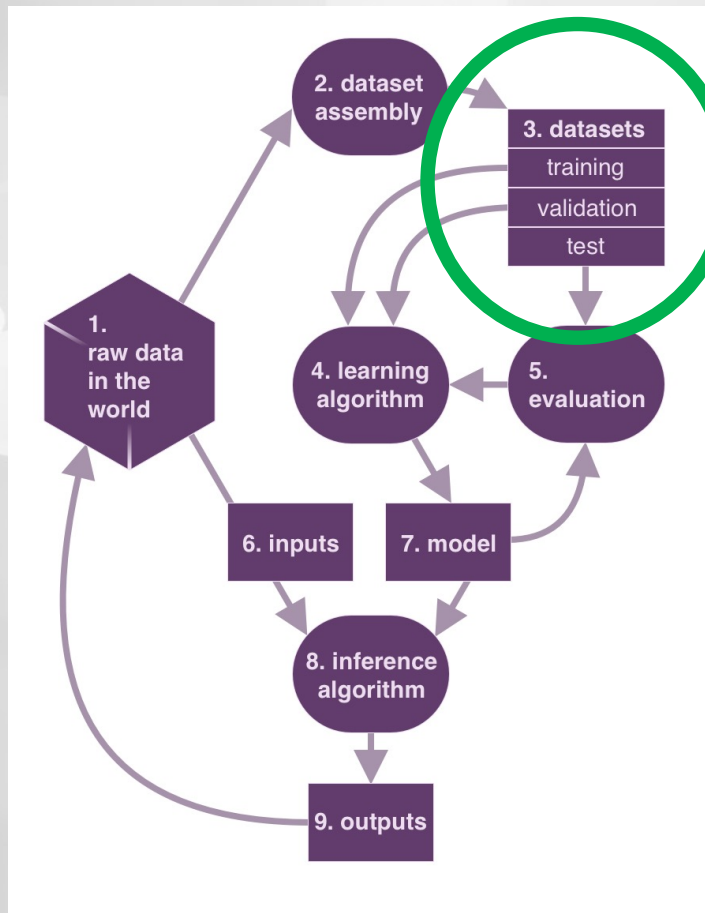 2. dataset
assembly
3. datasets
training
validation
test
1.
raw data
in the
world
4. learning
algorithm
5.
evaluation
6. inputs
7. model
8. inference
algorithm
9. outputs